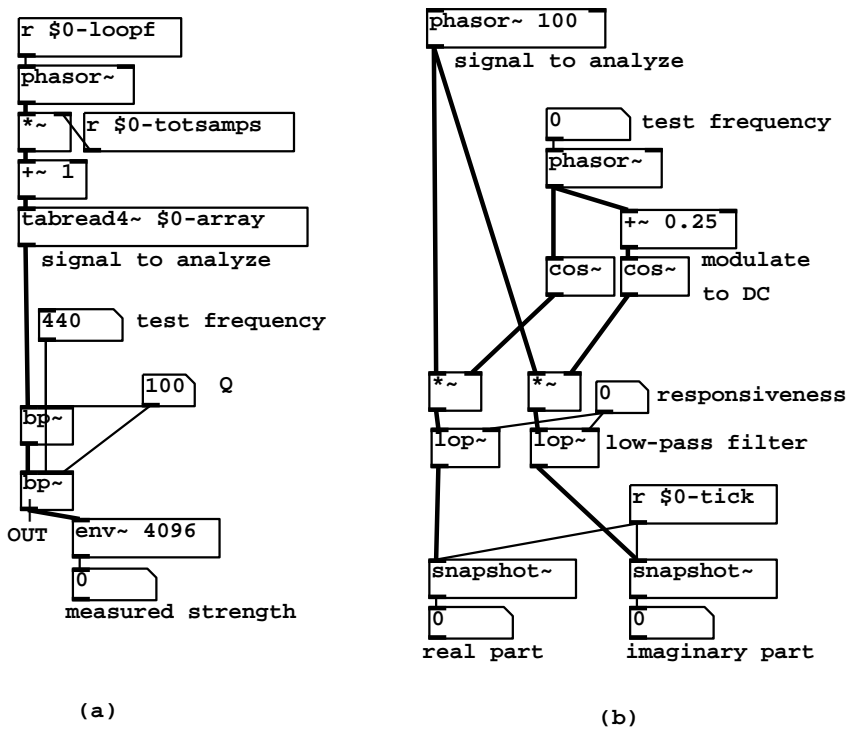 r $0-loopf
phasor~
*~
r $0-totsamps
+~ 1
tabread4~ $0-array
signal to analyze
440
test frequency
100
Q
bp~
bp~
OUT
env~ 4096
0
measured strength
(a)
phasor~ 100
signal to analyze
0
test frequency
phasor~
+~ 0.25
cos~
cos~
modulate
to DC
*~
*~
0
responsiveness
lop~
lop~
low-pass filter
r $0-tick
snapshot~
snapshot~
0
0
real part
imaginary part
(b)